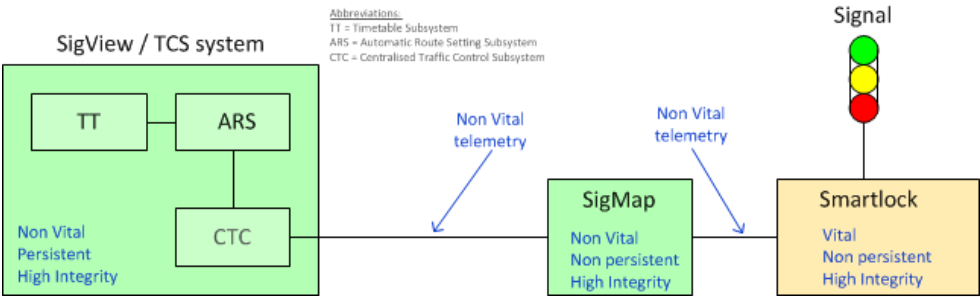 Abbreviations:
TT = Timetable Subsystem
ARS = Automatic Route Setting Subsystem
CTC = Centralised Traffic Control Subsystem
Signal
SigView / TCS system
TT
ARS
CTC
Non Vital
Persistent
High Integrity
Non Vital
telemetry
Non Vital
telemetry
SigMap
Non Vital
Non persistent
High Integrity
Smartlock
Vital
Non persistent
High Integrity